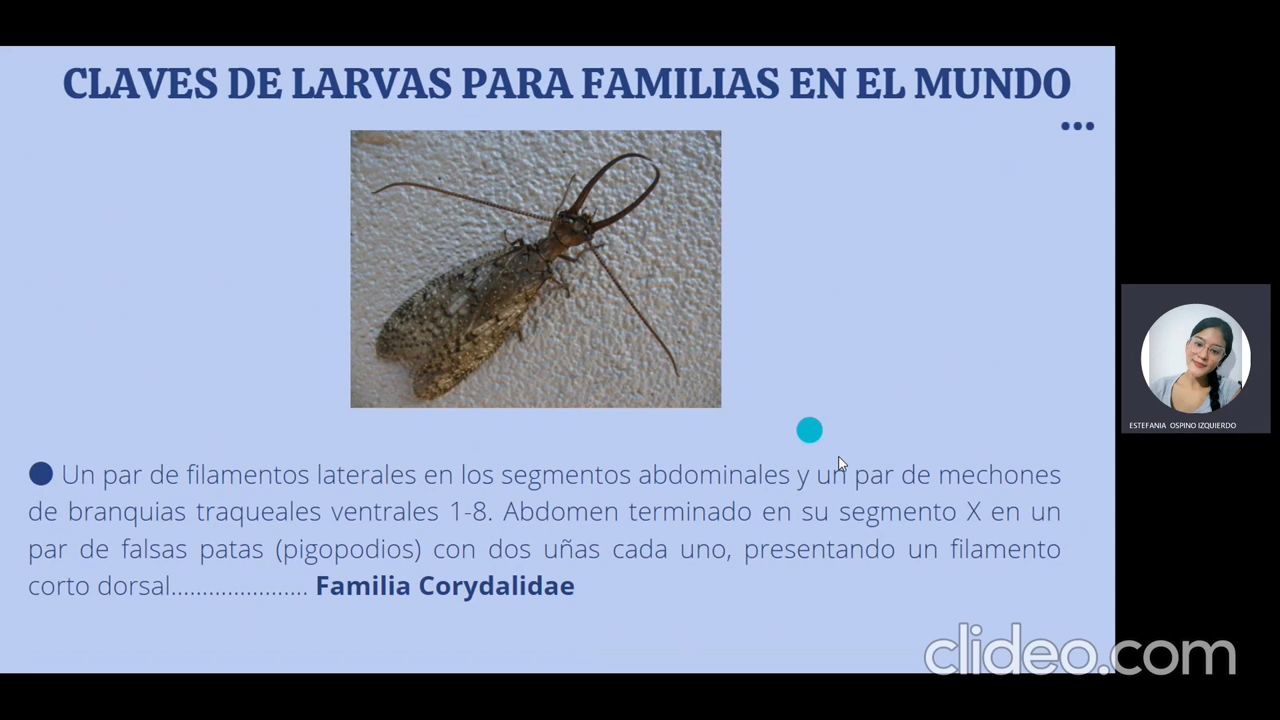 CLAVES DE LARVAS PARA FAMILIAS EN EL MUNDO
Un par de filamentos laterales en los segmentos abdominales y un par de mechones
de branquias traqueales ventrales 1-8. Abdomen terminado en su segmento X en un
par de falsas patas (pigopodios) con dos uñas cada uno, presentando un filamento
corto dorsal...................... Familia Corydalidae
ESTEFANIA OSPINO IZQUIERDO
clideo.com